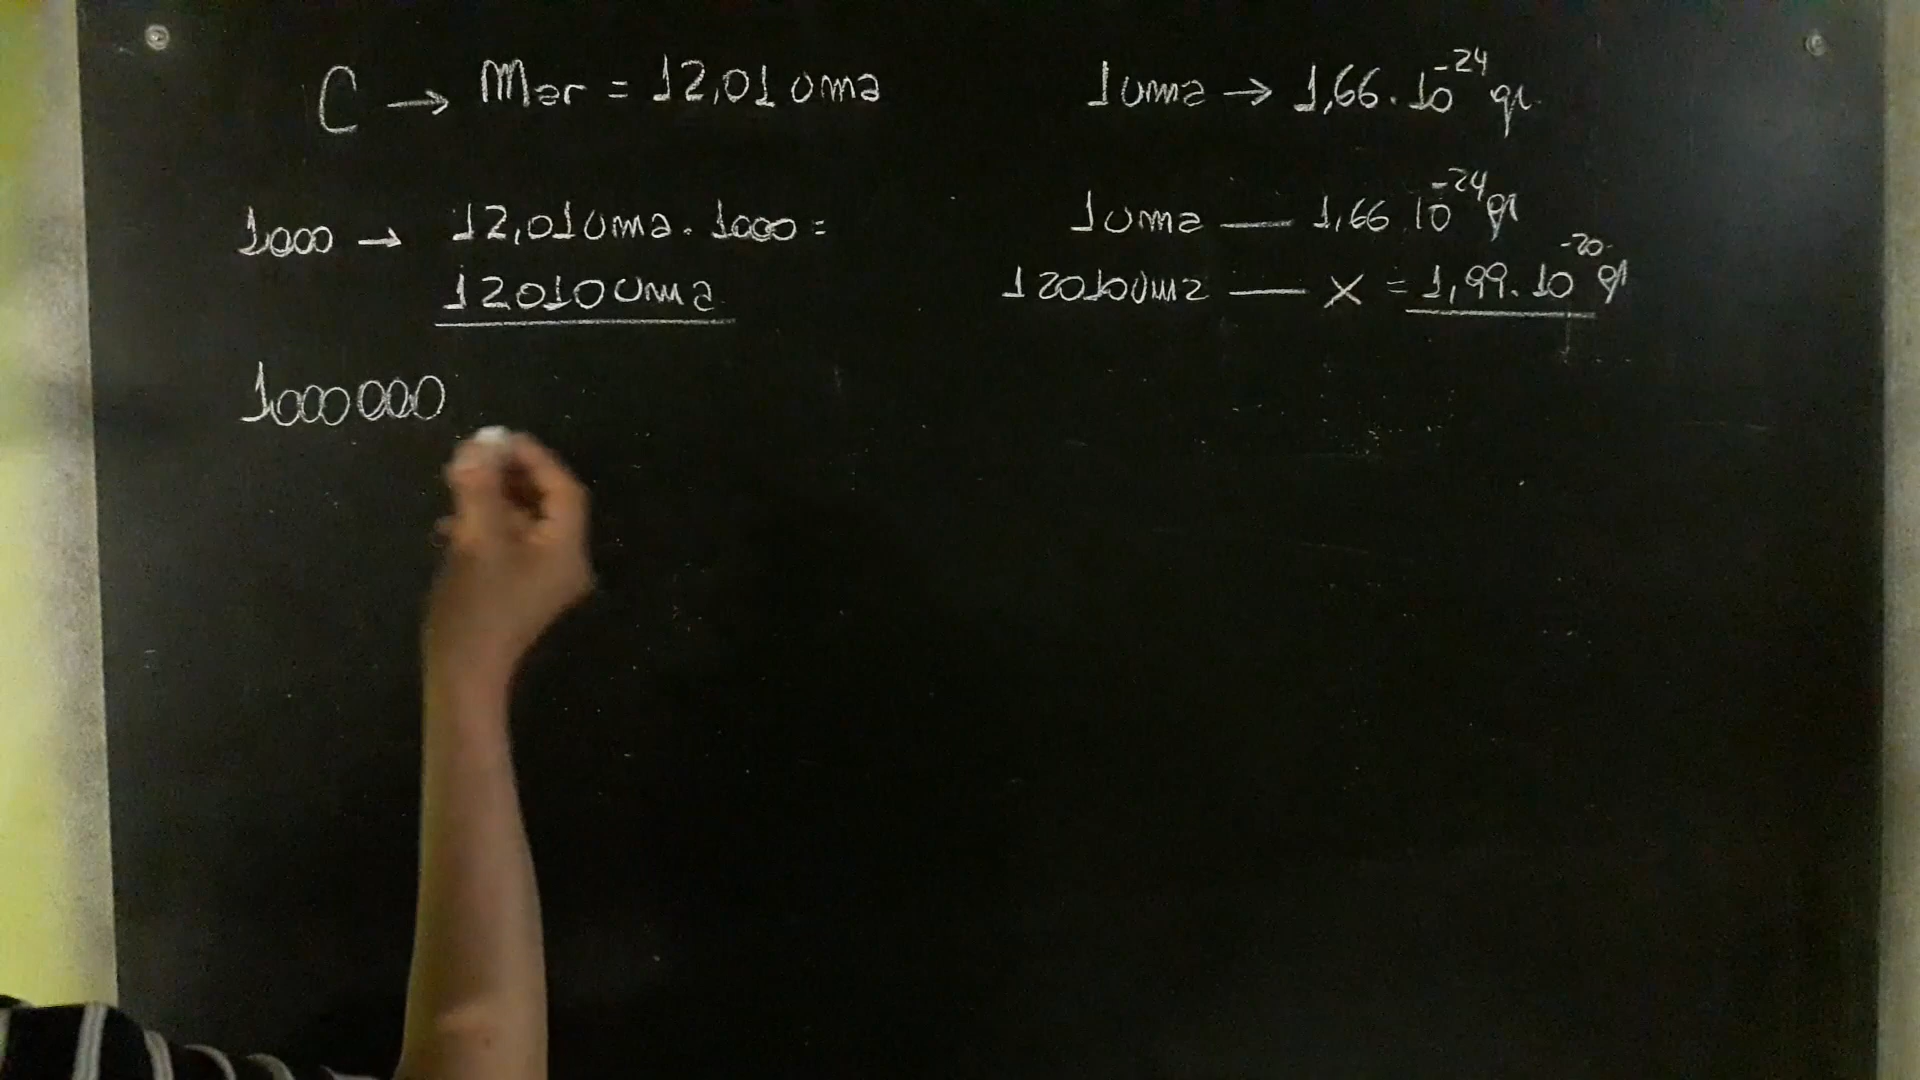 C → Mar = 12,01 uma
1000 → 12,01 uma . 1000 =
12010 uma
1000000
1 uma → 1,66 . 10^-24 gr.
1 uma — 1,66 . 10^-24 gr
12010 uma — X = 1,99 . 10^-20 gr